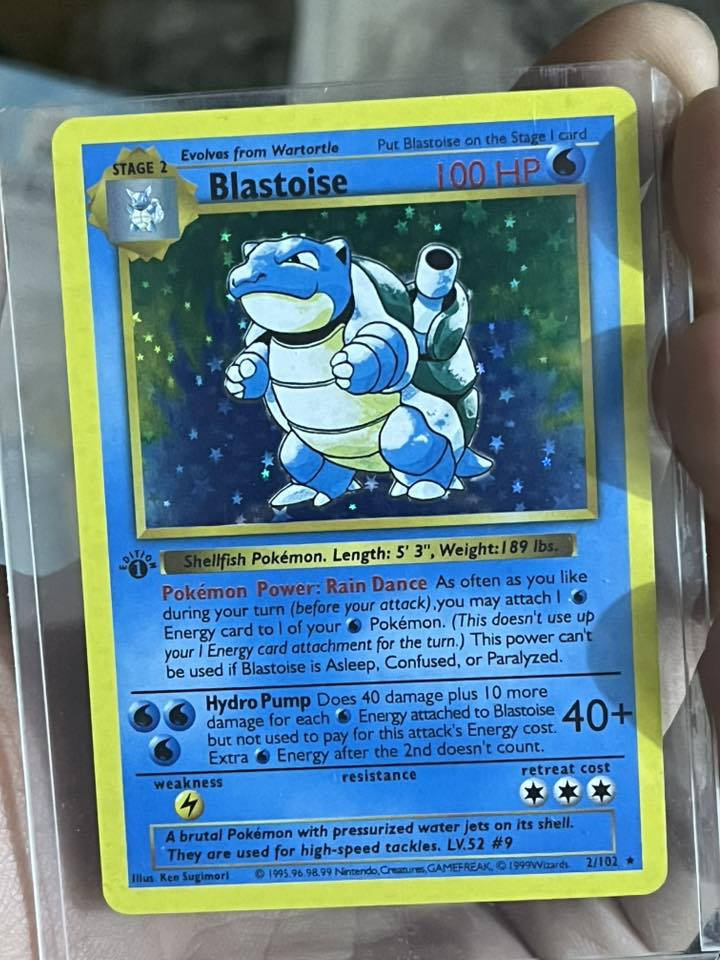 Evolves from Wartortle
Put Blastoise on the Stage 1 card
STAGE 2
Blastoise
100 HP
EDITION
1
Shellfish Pokémon. Length: 5' 3", Weight:189 lbs.
Pokémon Power: Rain Dance As often as you like
during your turn (before your attack),you may attach 1
Energy card to 1 of your Pokémon. (This doesn't use up
your 1 Energy card attachment for the turn.) This power can't
be used if Blastoise is Asleep, Confused, or Paralyzed.
Hydro Pump Does 40 damage plus 10 more
damage for each Energy attached to Blastoise
but not used to pay for this attack's Energy cost.
Extra Energy after the 2nd doesn't count.
40+
weakness
resistance
retreat cost
A brutal Pokémon with pressurized water jets on its shell.
They are used for high-speed tackles. LV.52 #9
Illus. Ken Sugimori
© 1995,96,98,99 Nintendo,Creatures,GAMEFREAK, © 1999Wizards.
2/102 ★